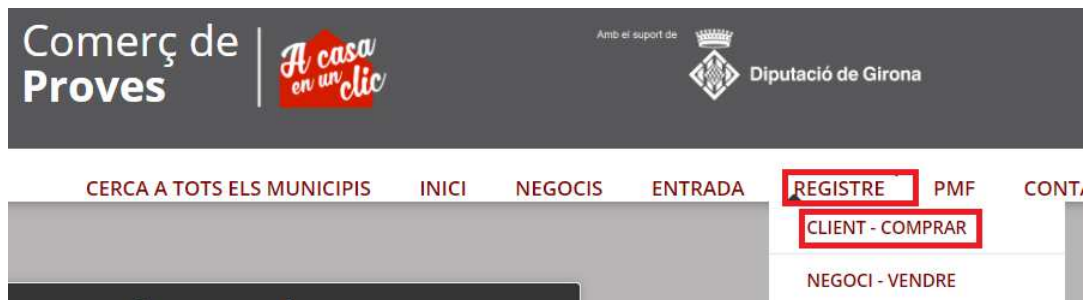 Comerç de
Proves
A casa
en un clic
Amb el suport de
Diputació de Girona
CERCA A TOTS ELS MUNICIPIS INICI NEGOCIS ENTRADA REGISTRE PMF
CLIENT - COMPRAR
NEGOCI - VENDRE